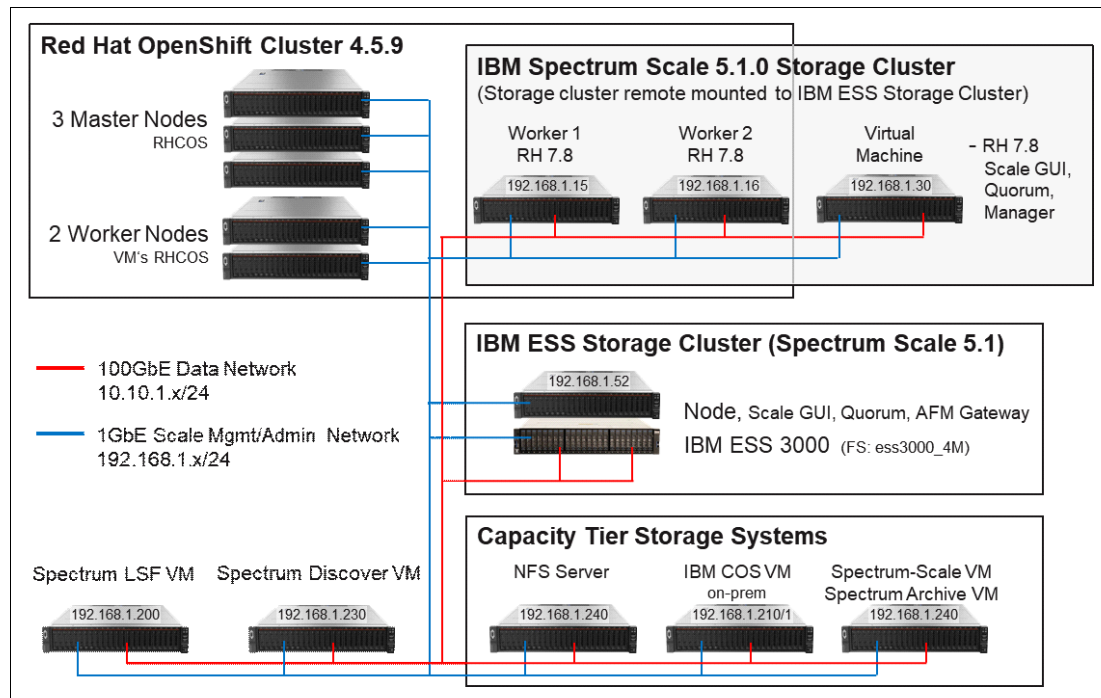 Red Hat OpenShift Cluster 4.5.9
3 Master Nodes
RHCOS
2 Worker Nodes
VM's RHCOS
IBM Spectrum Scale 5.1.0 Storage Cluster
(Storage cluster remote mounted to IBM ESS Storage Cluster)
Worker 1
RH 7.8
192.168.1.15
Worker 2
RH 7.8
192.168.1.16
Virtual
Machine
192.168.1.30
- RH 7.8
Scale GUI,
Quorum,
Manager
100GbE Data Network
10.10.1.x/24
1GbE Scale Mgmt/Admin Network
192.168.1.x/24
IBM ESS Storage Cluster (Spectrum Scale 5.1)
192.168.1.52
Node, Scale GUI, Quorum, AFM Gateway
IBM ESS 3000 (FS: ess3000_4M)
Spectrum LSF VM
192.168.1.200
Spectrum Discover VM
192.168.1.230
Capacity Tier Storage Systems
NFS Server
192.168.1.240
IBM COS VM
on-prem
192.168.1.210/1
Spectrum-Scale VM
Spectrum Archive VM
192.168.1.240